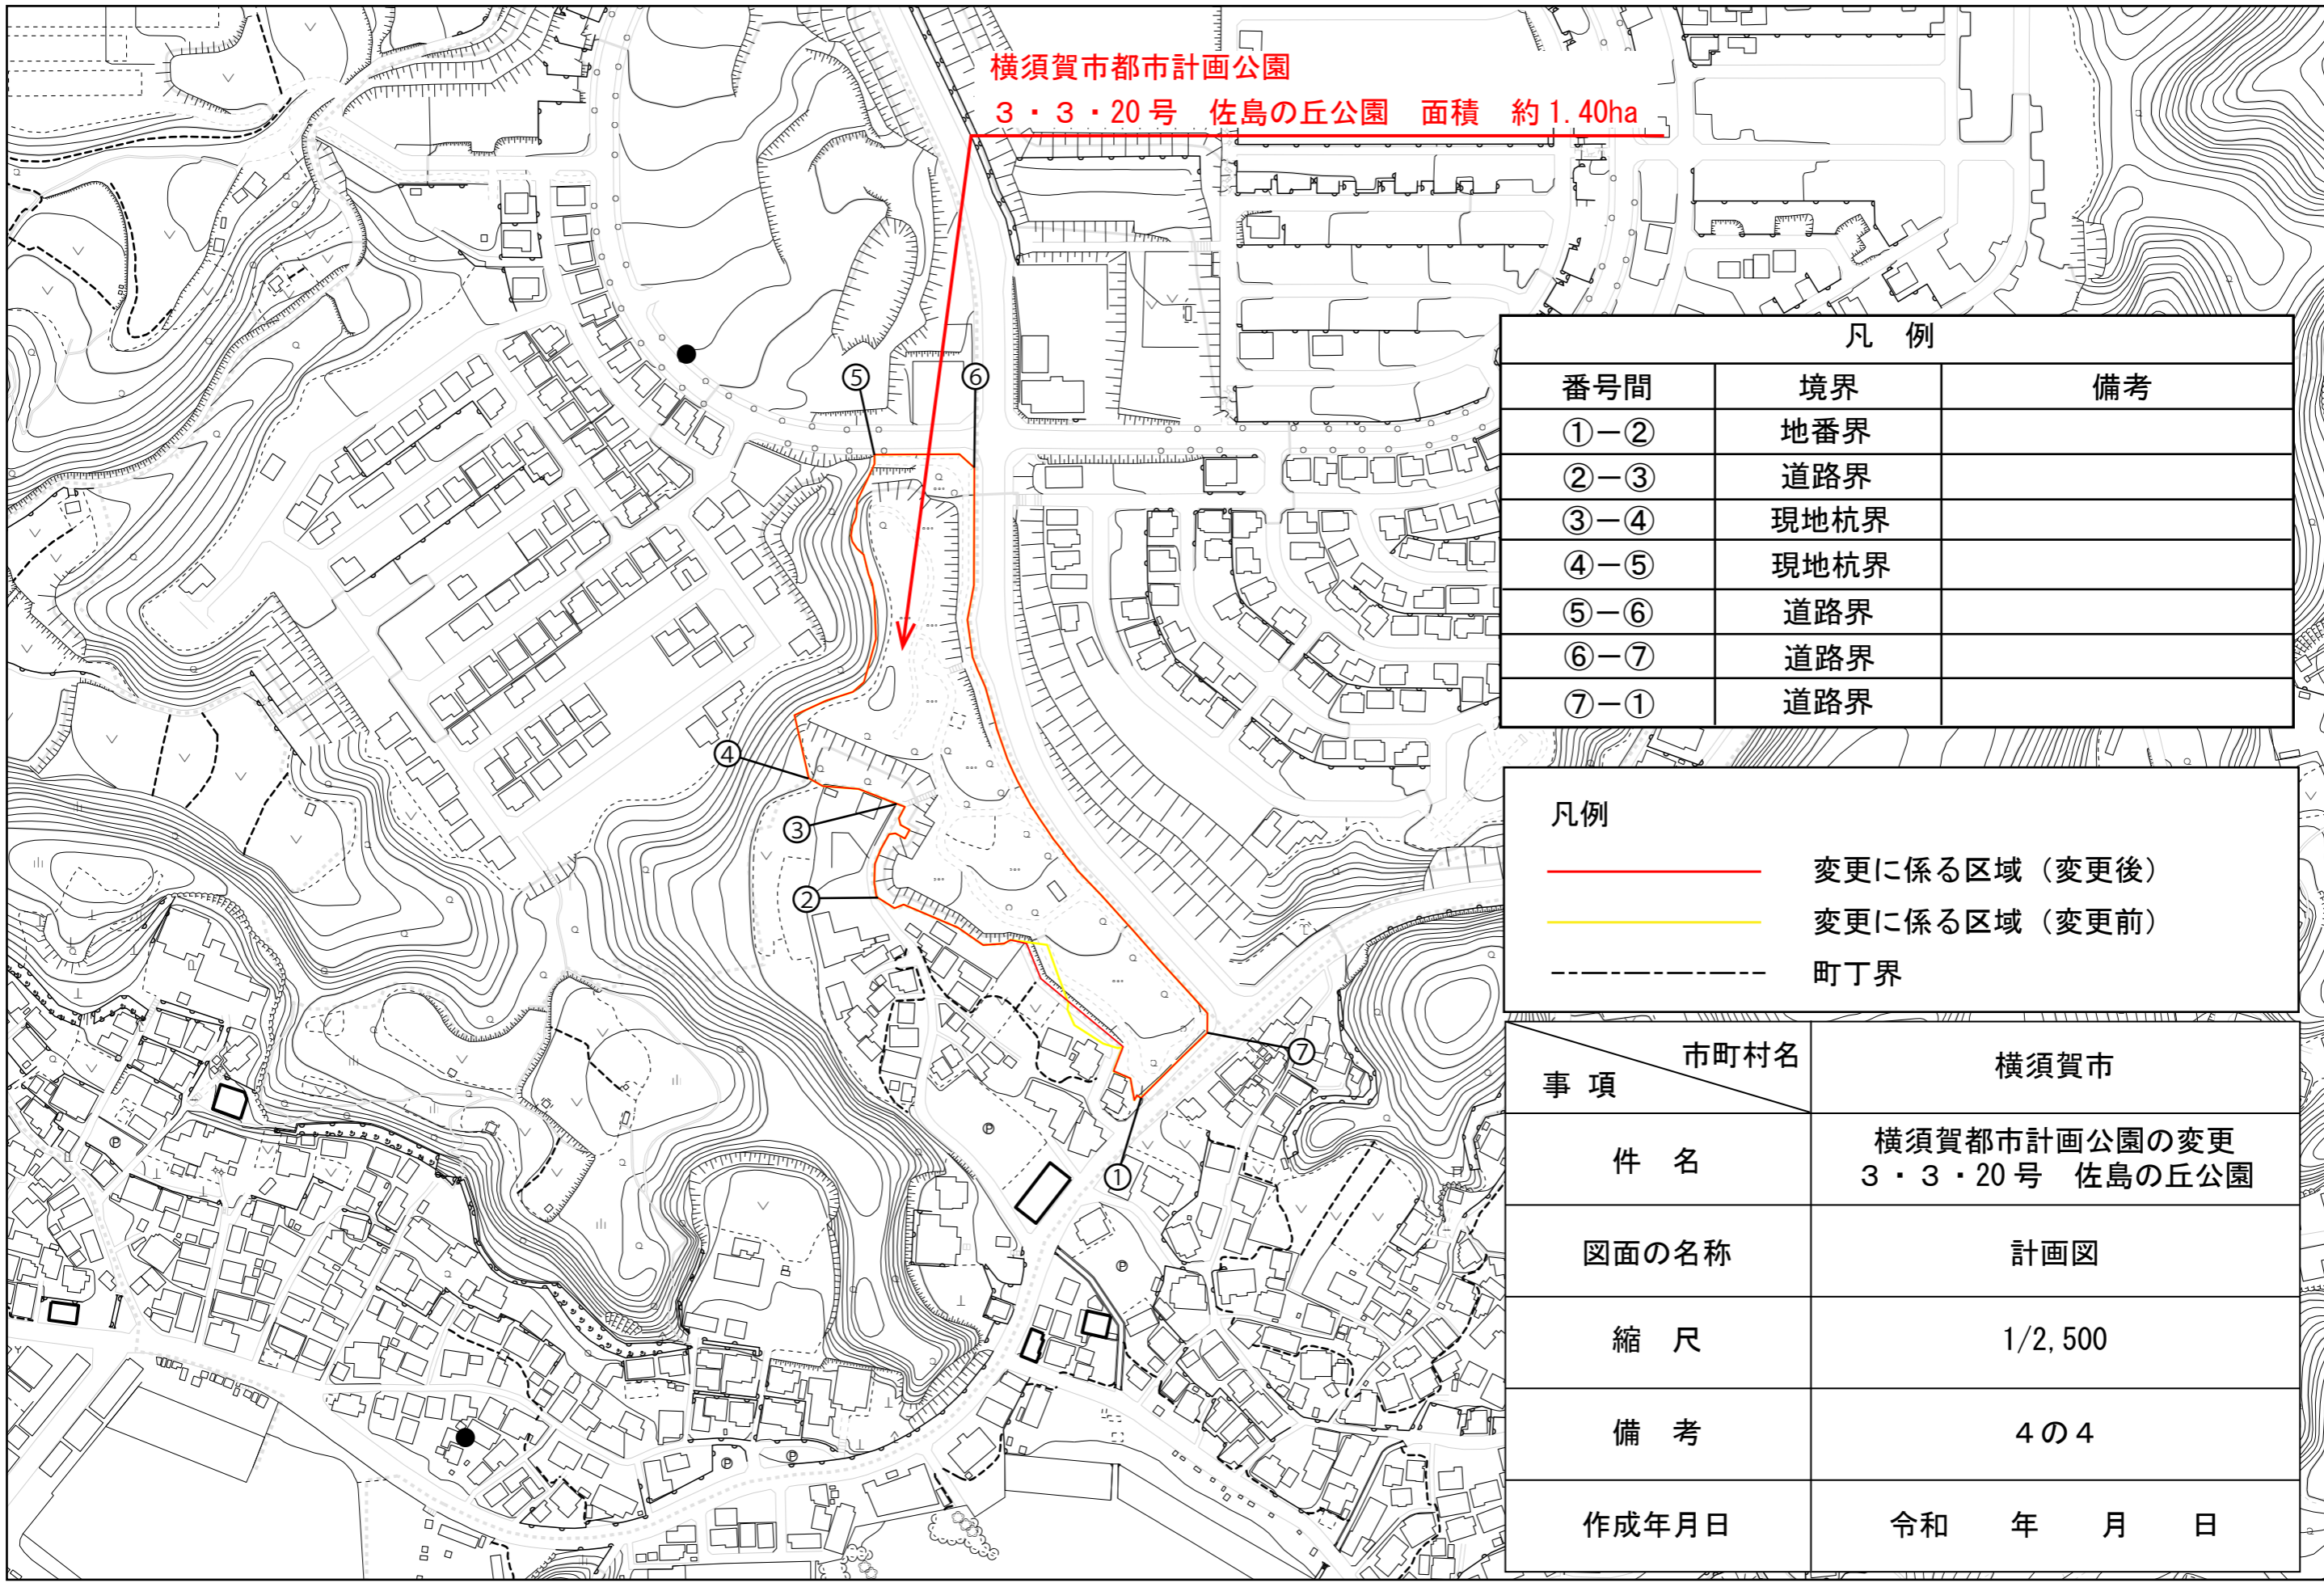 横須賀市都市計画公園
３・３・20号　佐島の丘公園　面積　約1.40ha
⑤
⑥
④
③
②
⑦
①
凡　例
番号間　境界　備考
①－②　地番界
②－③　道路界
③－④　現地杭界
④－⑤　現地杭界
⑤－⑥　道路界
⑥－⑦　道路界
⑦－①　道路界
凡例
変更に係る区域（変更後）
変更に係る区域（変更前）
町丁界
市町村名
事 項
横須賀市
件　名
横須賀都市計画公園の変更
３・３・20号　佐島の丘公園
図面の名称　計画図
縮　尺　1/2,500
備　考　４の４
作成年月日　令和　　年　　月　　日
Ⓟ
Ⓟ
Ⓟ
Ⓟ
Ⓟ